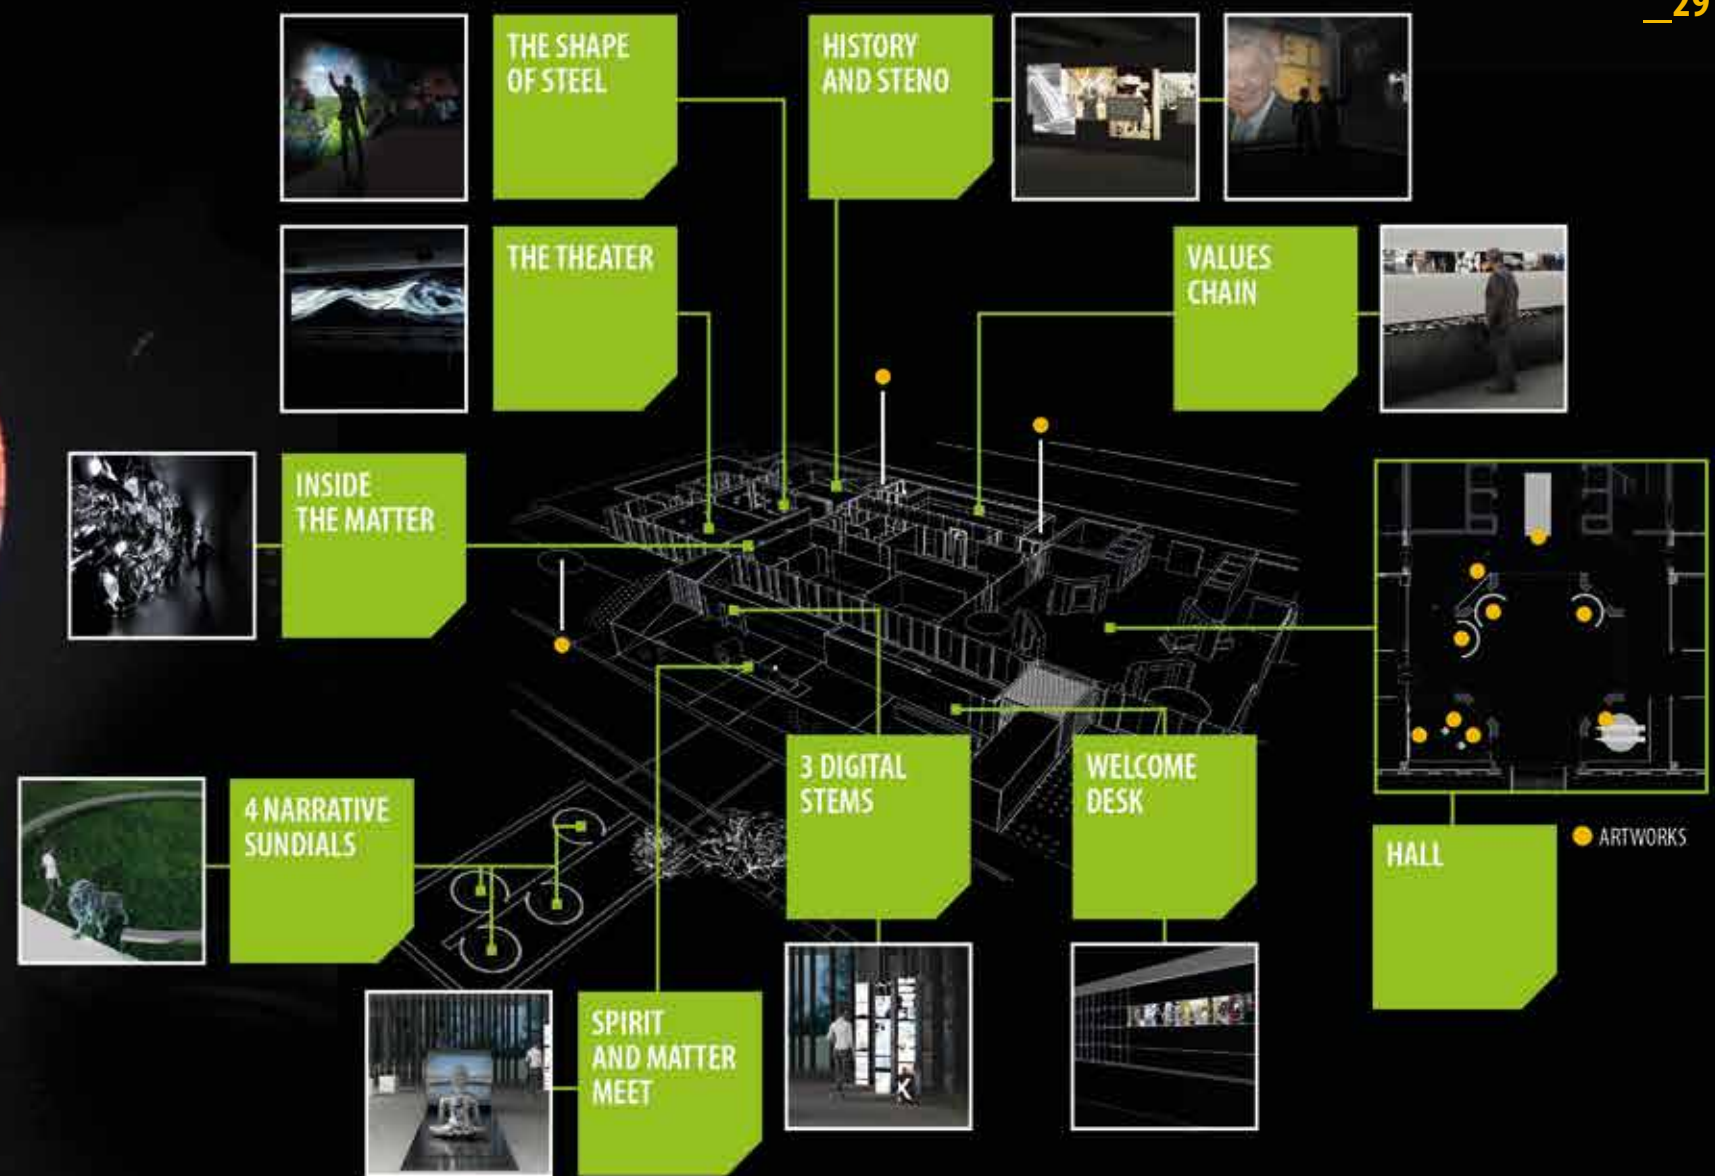 __29
THE SHAPE
OF STEEL
HISTORY
AND STENO
THE THEATER
VALUES
CHAIN
INSIDE
THE MATTER
3 DIGITAL
STEMS
WELCOME
DESK
4 NARRATIVE
SUNDIALS
HALL
ARTWORKS
SPIRIT
AND MATTER
MEET
K